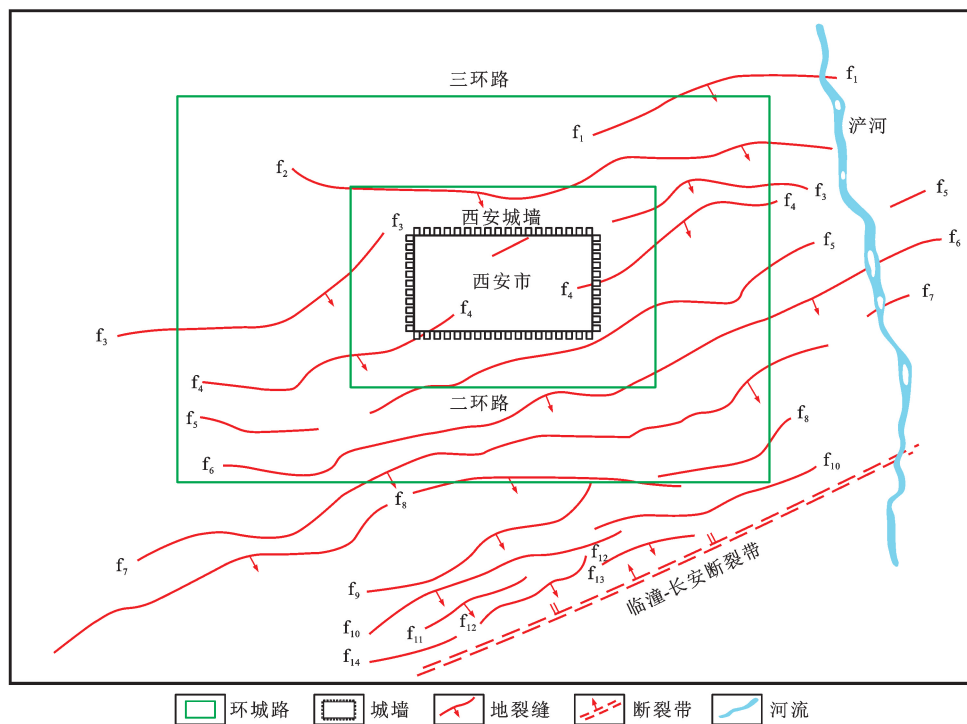 三环路
f₁
浐河
f₁
f₂
f₅
f₃
f₄
西安城墙
f₃
f₅
f₆
西安市
f₄
f₇
f₄
f₃
f₄
二环路
f₅
f₈
f₆
f₁₀
f₈
f₁₂
f₇
f₁₃
f₉
临潼-长安断裂带
f₁₂
f₁₀
f₁₁
f₁₄
环城路
城墙
地裂缝
断裂带
河流